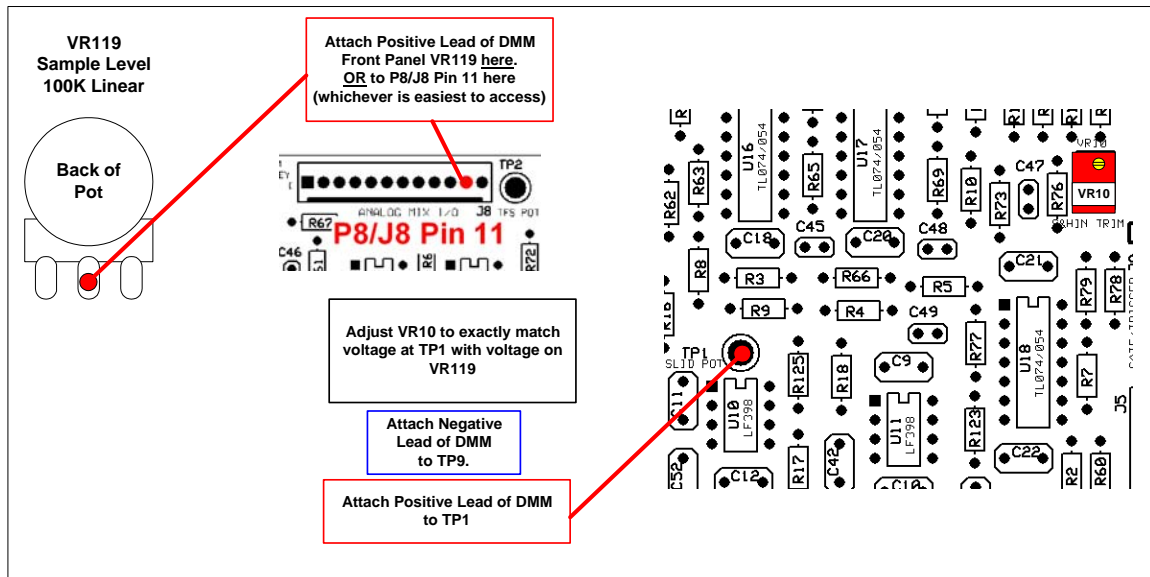 VR119
Sample Level
100K Linear
Back of
Pot
Attach Positive Lead of DMM
Front Panel VR119 here.
OR to P8/J8 Pin 11 here
(whichever is easiest to access)
TP2
ANALOG MIX I/O
J8
TFS POT
R67
P8/J8 Pin 11
C46
R6
R72
Adjust VR10 to exactly match
voltage at TP1 with voltage on
VR119
Attach Negative
Lead of DMM
to TP9.
Attach Positive Lead of DMM
to TP1
R62
R63
U16
TL074/054
R65
U17
TL074/054
R69
R10
R73
C47
R76
VR10
VR10
S&HIN TRIM
C18
C45
C20
C48
C21
R8
R3
R66
R5
R79
R78
R9
R4
C49
R77
U18
TL074/054
TP1
SLID POT
R125
R18
C9
R7
J5
C11
U10
LF398
U11
LF398
R123
C52
C12
R17
C42
C10
C22
R2
R60